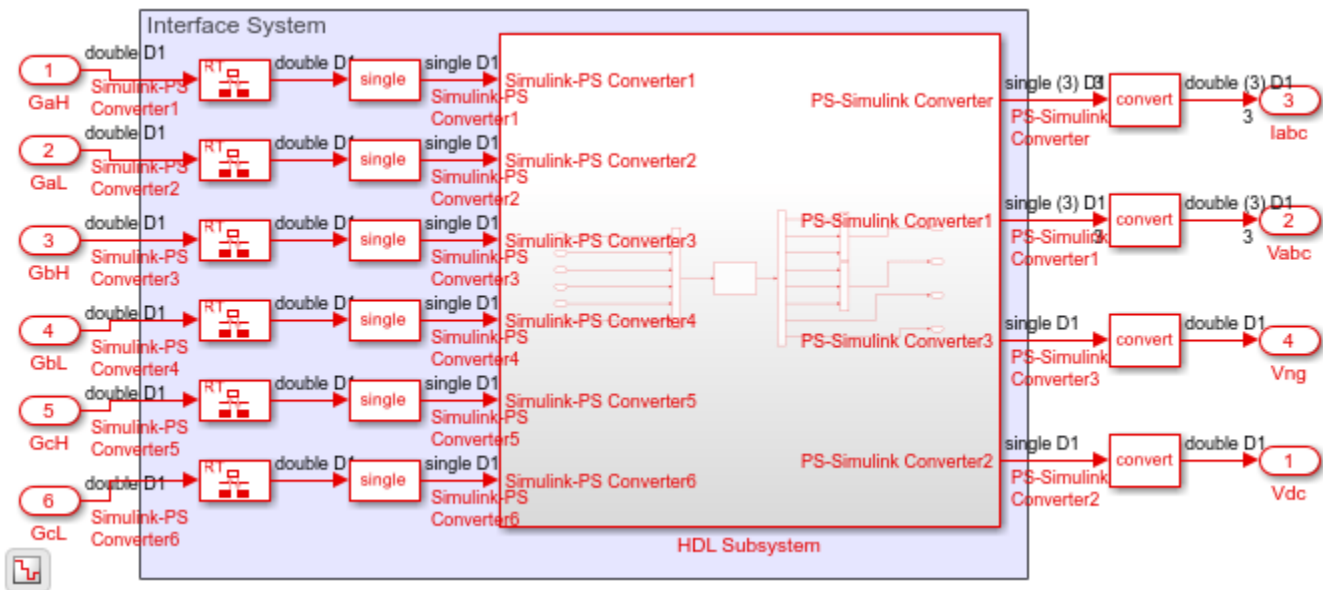 Interface System
double D1
RT
double D1
single D1
1
single
Simulink-PS Converter1
single (3) D1
3
double (3) D1
GaH
Simulink-PS
Converter1
Simulink-PS
Converter1
PS-Simulink Converter
convert
3
PS-Simulink
Converter
3
Iabc
double D1
RT
double D1
single D1
2
single
Simulink-PS Converter2
GaL
Simulink-PS
Converter2
Simulink-PS
Converter2
double D1
RT
double D1
single D1
single (3) D1
double (3) D1
3
single
Simulink-PS Converter3
PS-Simulink Converter1
convert
2
GbH
Simulink-PS
Converter3
Simulink-PS
Converter3
PS-Simulink
3
Converter1
3
Vabc
double D1
RT
double D1
single D1
4
single
Simulink-PS Converter4
GbL
Simulink-PS
Converter4
Simulink-PS
Converter4
single D1
double D1
PS-Simulink Converter3
convert
4
PS-Simulink
Converter3
Vng
double D1
RT
double D1
single D1
5
single
Simulink-PS Converter5
GcH
Simulink-PS
Converter5
Simulink-PS
Converter5
single D1
double D1
PS-Simulink Converter2
convert
1
PS-Simulink
Converter2
Vdc
double D1
RT
double D1
single D1
6
single
Simulink-PS Converter6
GcL
Simulink-PS
Converter6
Simulink-PS
Converter6
HDL Subsystem